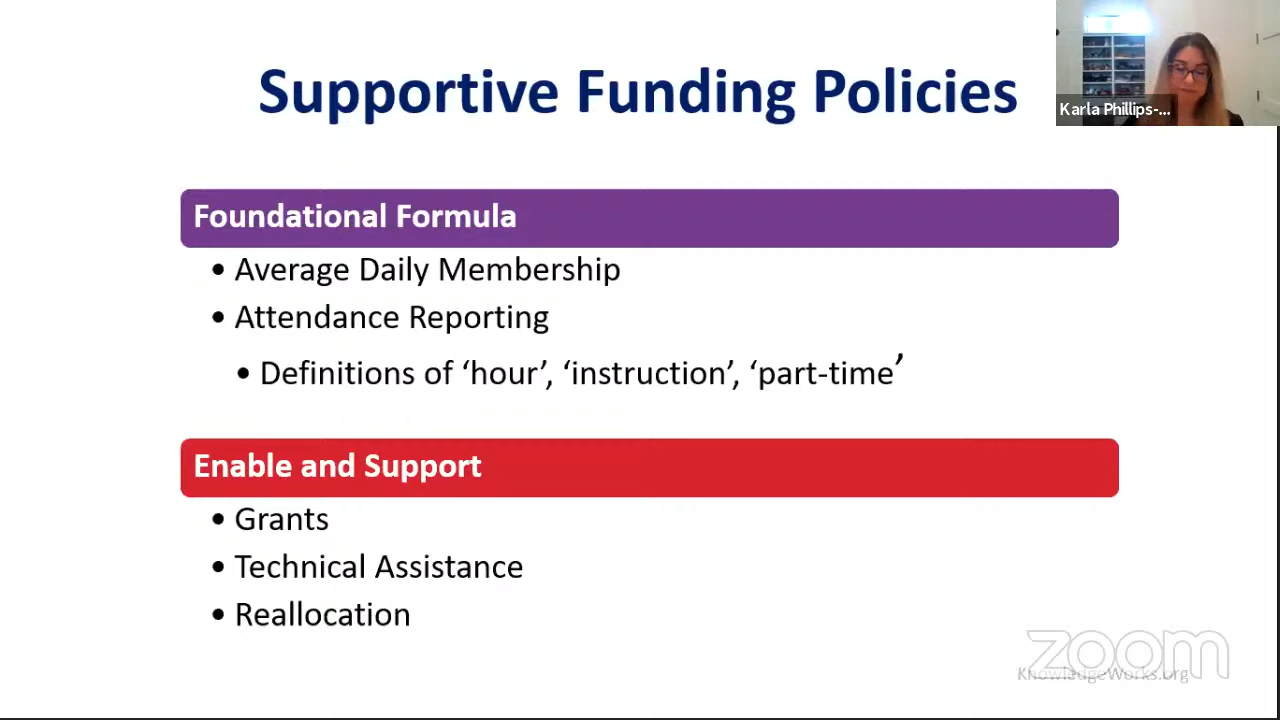 Supportive Funding Policies
Karla Phillips-...
Foundational Formula
• Average Daily Membership
• Attendance Reporting
• Definitions of ‘hour’, ‘instruction’, ‘part-time’
Enable and Support
• Grants
• Technical Assistance
• Reallocation
zoom
KnowledgeWorks.org